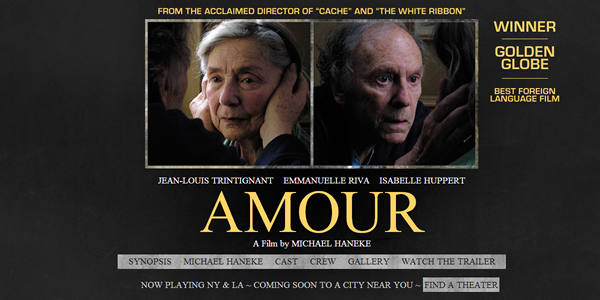 FROM THE ACCLAIMED DIRECTOR OF "CACHE" AND "THE WHITE RIBBON"
WINNER
GOLDEN
GLOBE
BEST FOREIGN
LANGUAGE FILM
JEAN-LOUIS TRINTIGNANT EMMANUELLE RIVA ISABELLE HUPPERT
AMOUR
A Film by MICHAEL HANEKE
SYNOPSIS MICHAEL HANEKE CAST CREW GALLERY WATCH THE TRAILER
NOW PLAYING NY & LA ~ COMING SOON TO A CITY NEAR YOU ~ FIND A THEATER